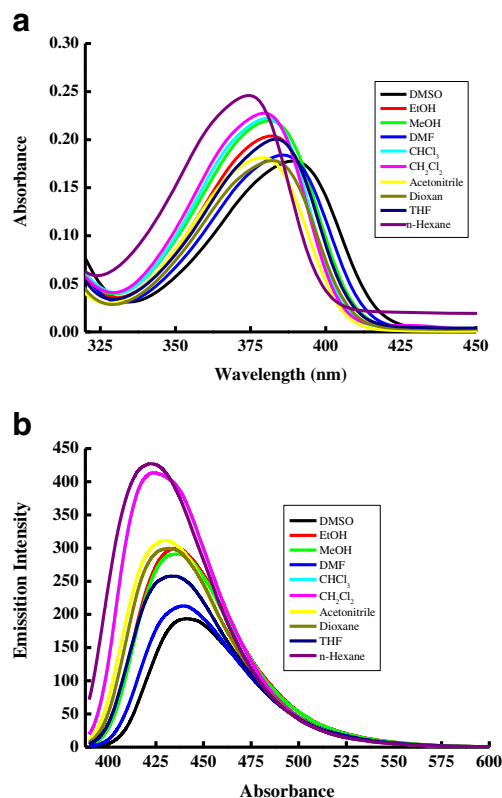 a
0.30
0.25
0.20
0.15
0.10
0.05
0.00
Absorbance
DMSO
EtOH
MeOH
DMF
CHCl3
CH2Cl2
Acetonitrile
Dioxan
THF
n-Hexane
325
350
375
400
425
450
Wavelength (nm)
b
450
400
350
300
250
200
150
100
50
0
Emisstion Intensity
DMSO
EtOH
MeOH
DMF
CHCl3
CH2Cl2
Acetonitrile
Dioxane
THF
n-Hexane
400
425
450
475
500
525
550
575
600
Absorbance